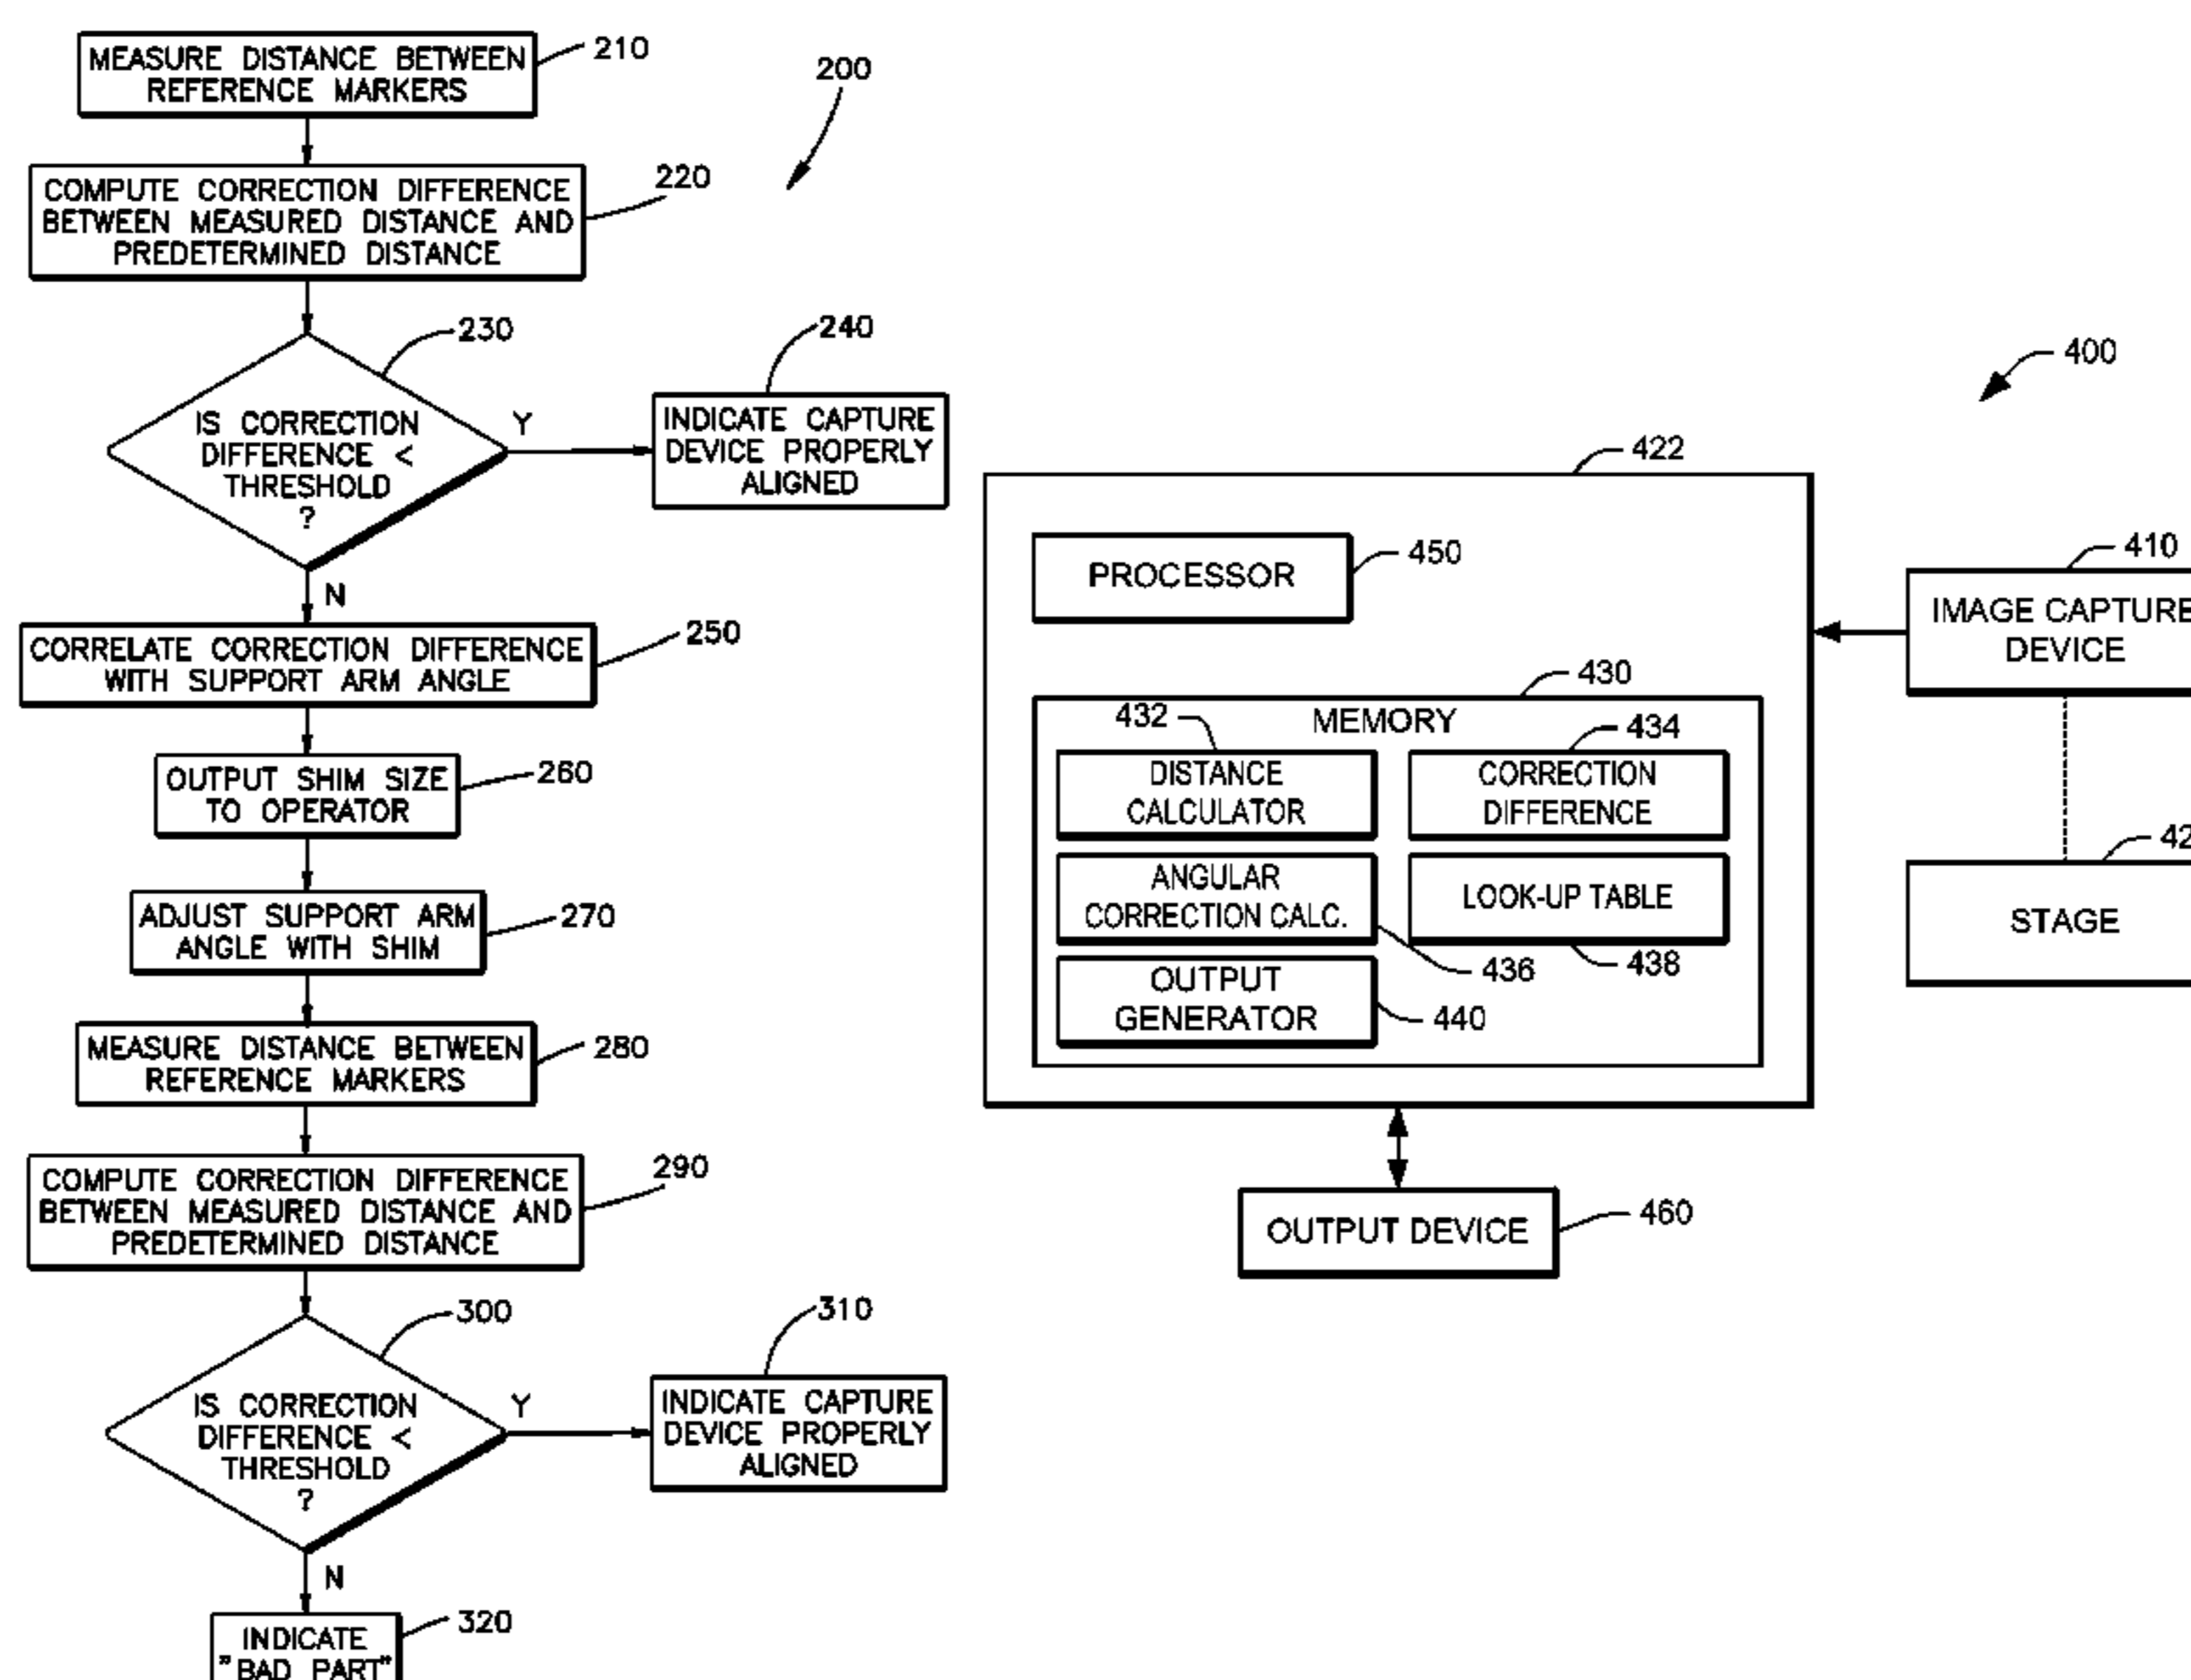 MEASURE DISTANCE BETWEEN
REFERENCE MARKERS
210
200
COMPUTE CORRECTION DIFFERENCE
BETWEEN MEASURED DISTANCE AND
PREDETERMINED DISTANCE
220
230
IS CORRECTION
DIFFERENCE <
THRESHOLD
?
Y
N
240
INDICATE CAPTURE
DEVICE PROPERLY
ALIGNED
CORRELATE CORRECTION DIFFERENCE
WITH SUPPORT ARM ANGLE
250
OUTPUT SHIM SIZE
TO OPERATOR
260
ADJUST SUPPORT ARM
ANGLE WITH SHIM
270
MEASURE DISTANCE BETWEEN
REFERENCE MARKERS
280
COMPUTE CORRECTION DIFFERENCE
BETWEEN MEASURED DISTANCE AND
PREDETERMINED DISTANCE
290
300
IS CORRECTION
DIFFERENCE <
THRESHOLD
?
Y
N
310
INDICATE CAPTURE
DEVICE PROPERLY
ALIGNED
INDICATE
"BAD PART"
320
400
422
PROCESSOR
450
430
MEMORY
432
DISTANCE
CALCULATOR
434
CORRECTION
DIFFERENCE
ANGULAR
CORRECTION CALC.
436
LOOK-UP TABLE
438
OUTPUT
GENERATOR
440
OUTPUT DEVICE
460
410
IMAGE CAPTURE
DEVICE
STAGE